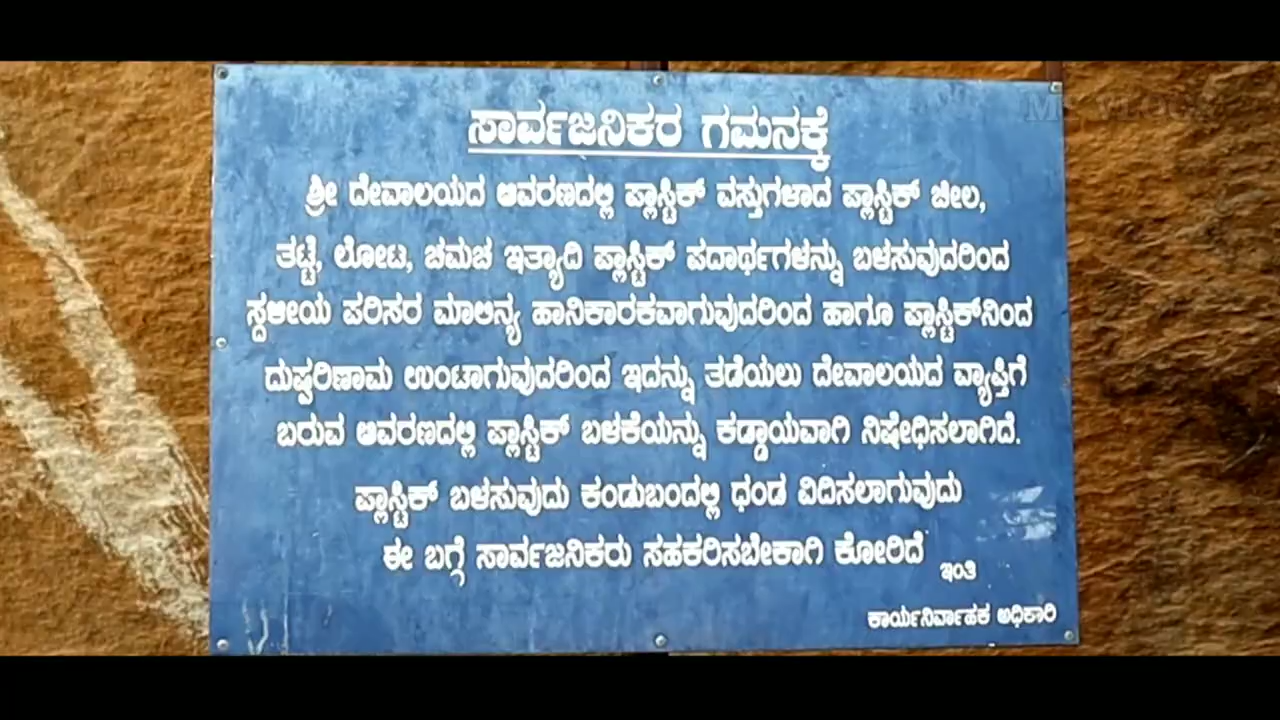 ಸಾರ್ವಜನಿಕರ ಗಮನಕ್ಕೆ
ಶ್ರೀ ದೇವಾಲಯದ ಆವರಣದಲ್ಲಿ ಪ್ಲಾಸ್ಟಿಕ್ ವಸ್ತುಗಳಾದ ಪ್ಲಾಸ್ಟಿಕ್ ಚೀಲ,
ತಟ್ಟೆ, ಲೋಟ, ಚಮಚ ಇತ್ಯಾದಿ ಪ್ಲಾಸ್ಟಿಕ್ ಪದಾರ್ಥಗಳನ್ನು ಬಳಸುವುದರಿಂದ
ಸ್ಥಳೀಯ ಪರಿಸರ ಮಾಲಿನ್ಯ ಹಾನಿಕಾರಕವಾಗುವುದರಿಂದ ಹಾಗೂ ಪ್ಲಾಸ್ಟಿಕ್‌ನಿಂದ
ದುಷ್ಪರಿಣಾಮ ಉಂಟಾಗುವುದರಿಂದ ಇದನ್ನು ತಡೆಯಲು ದೇವಾಲಯದ ವ್ಯಾಪ್ತಿಗೆ
ಬರುವ ಆವರಣದಲ್ಲಿ ಪ್ಲಾಸ್ಟಿಕ್ ಬಳಕೆಯನ್ನು ಕಡ್ಡಾಯವಾಗಿ ನಿಷೇಧಿಸಲಾಗಿದೆ.
ಪ್ಲಾಸ್ಟಿಕ್ ಬಳಸುವುದು ಕಂಡುಬಂದಲ್ಲಿ ಧಂಡ ವಿದಿಸಲಾಗುವುದು
ಈ ಬಗ್ಗೆ ಸಾರ್ವಜನಿಕರು ಸಹಕರಿಸಬೇಕಾಗಿ ಕೋರಿದೆ
ಇಂತಿ
ಕಾರ್ಯನಿರ್ವಾಹಕ ಅಧಿಕಾರಿ